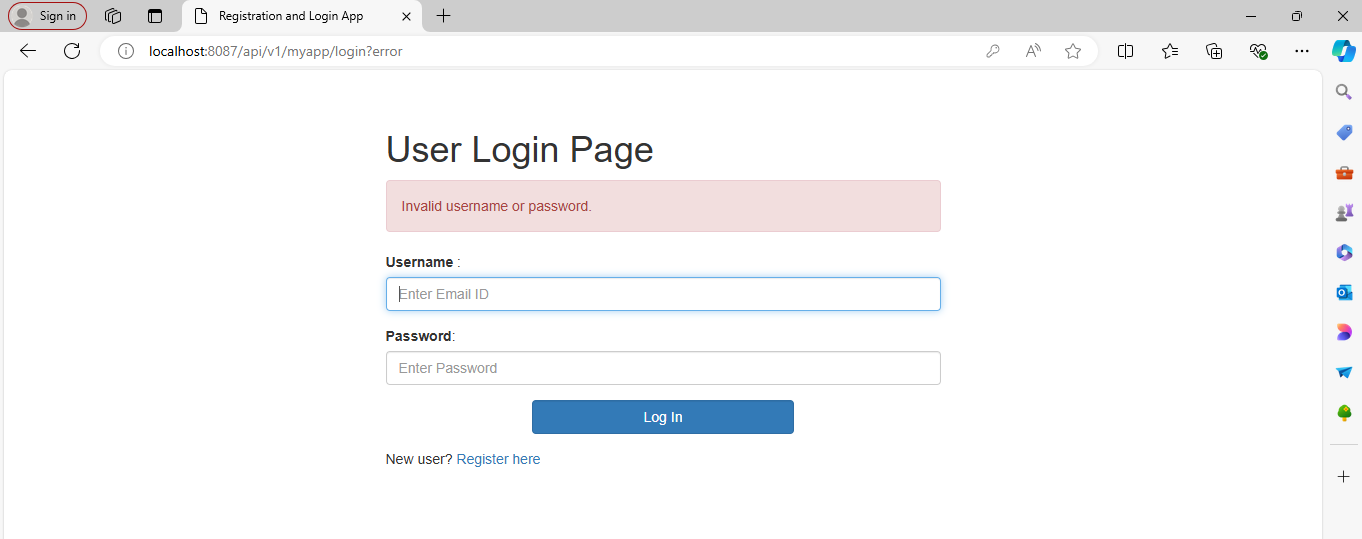 Sign in
Registration and Login App
localhost:8087/api/v1/myapp/login?error
User Login Page
Invalid username or password.
Username :
Enter Email ID
Password:
Enter Password
Log In
New user? Register here